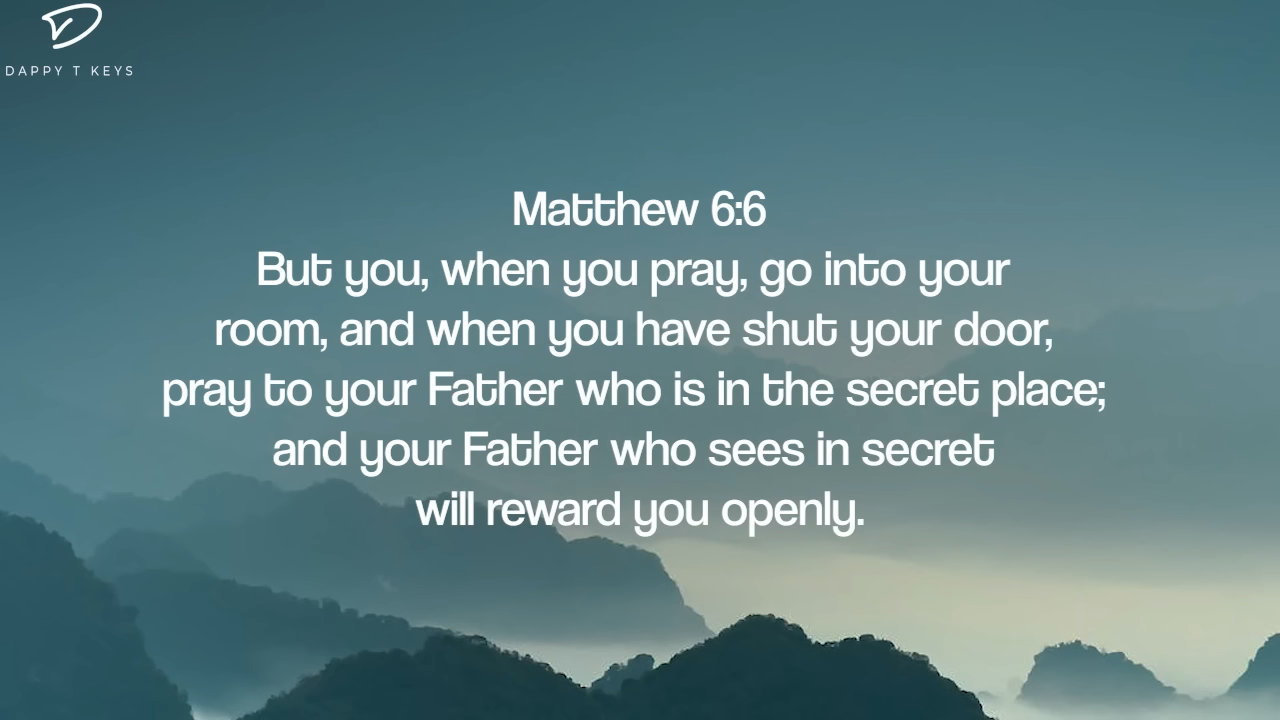 DAPPY T KEYS
Matthew 6:6
But you, when you pray, go into your
room, and when you have shut your door,
pray to your Father who is in the secret place;
and your Father who sees in secret
will reward you openly.